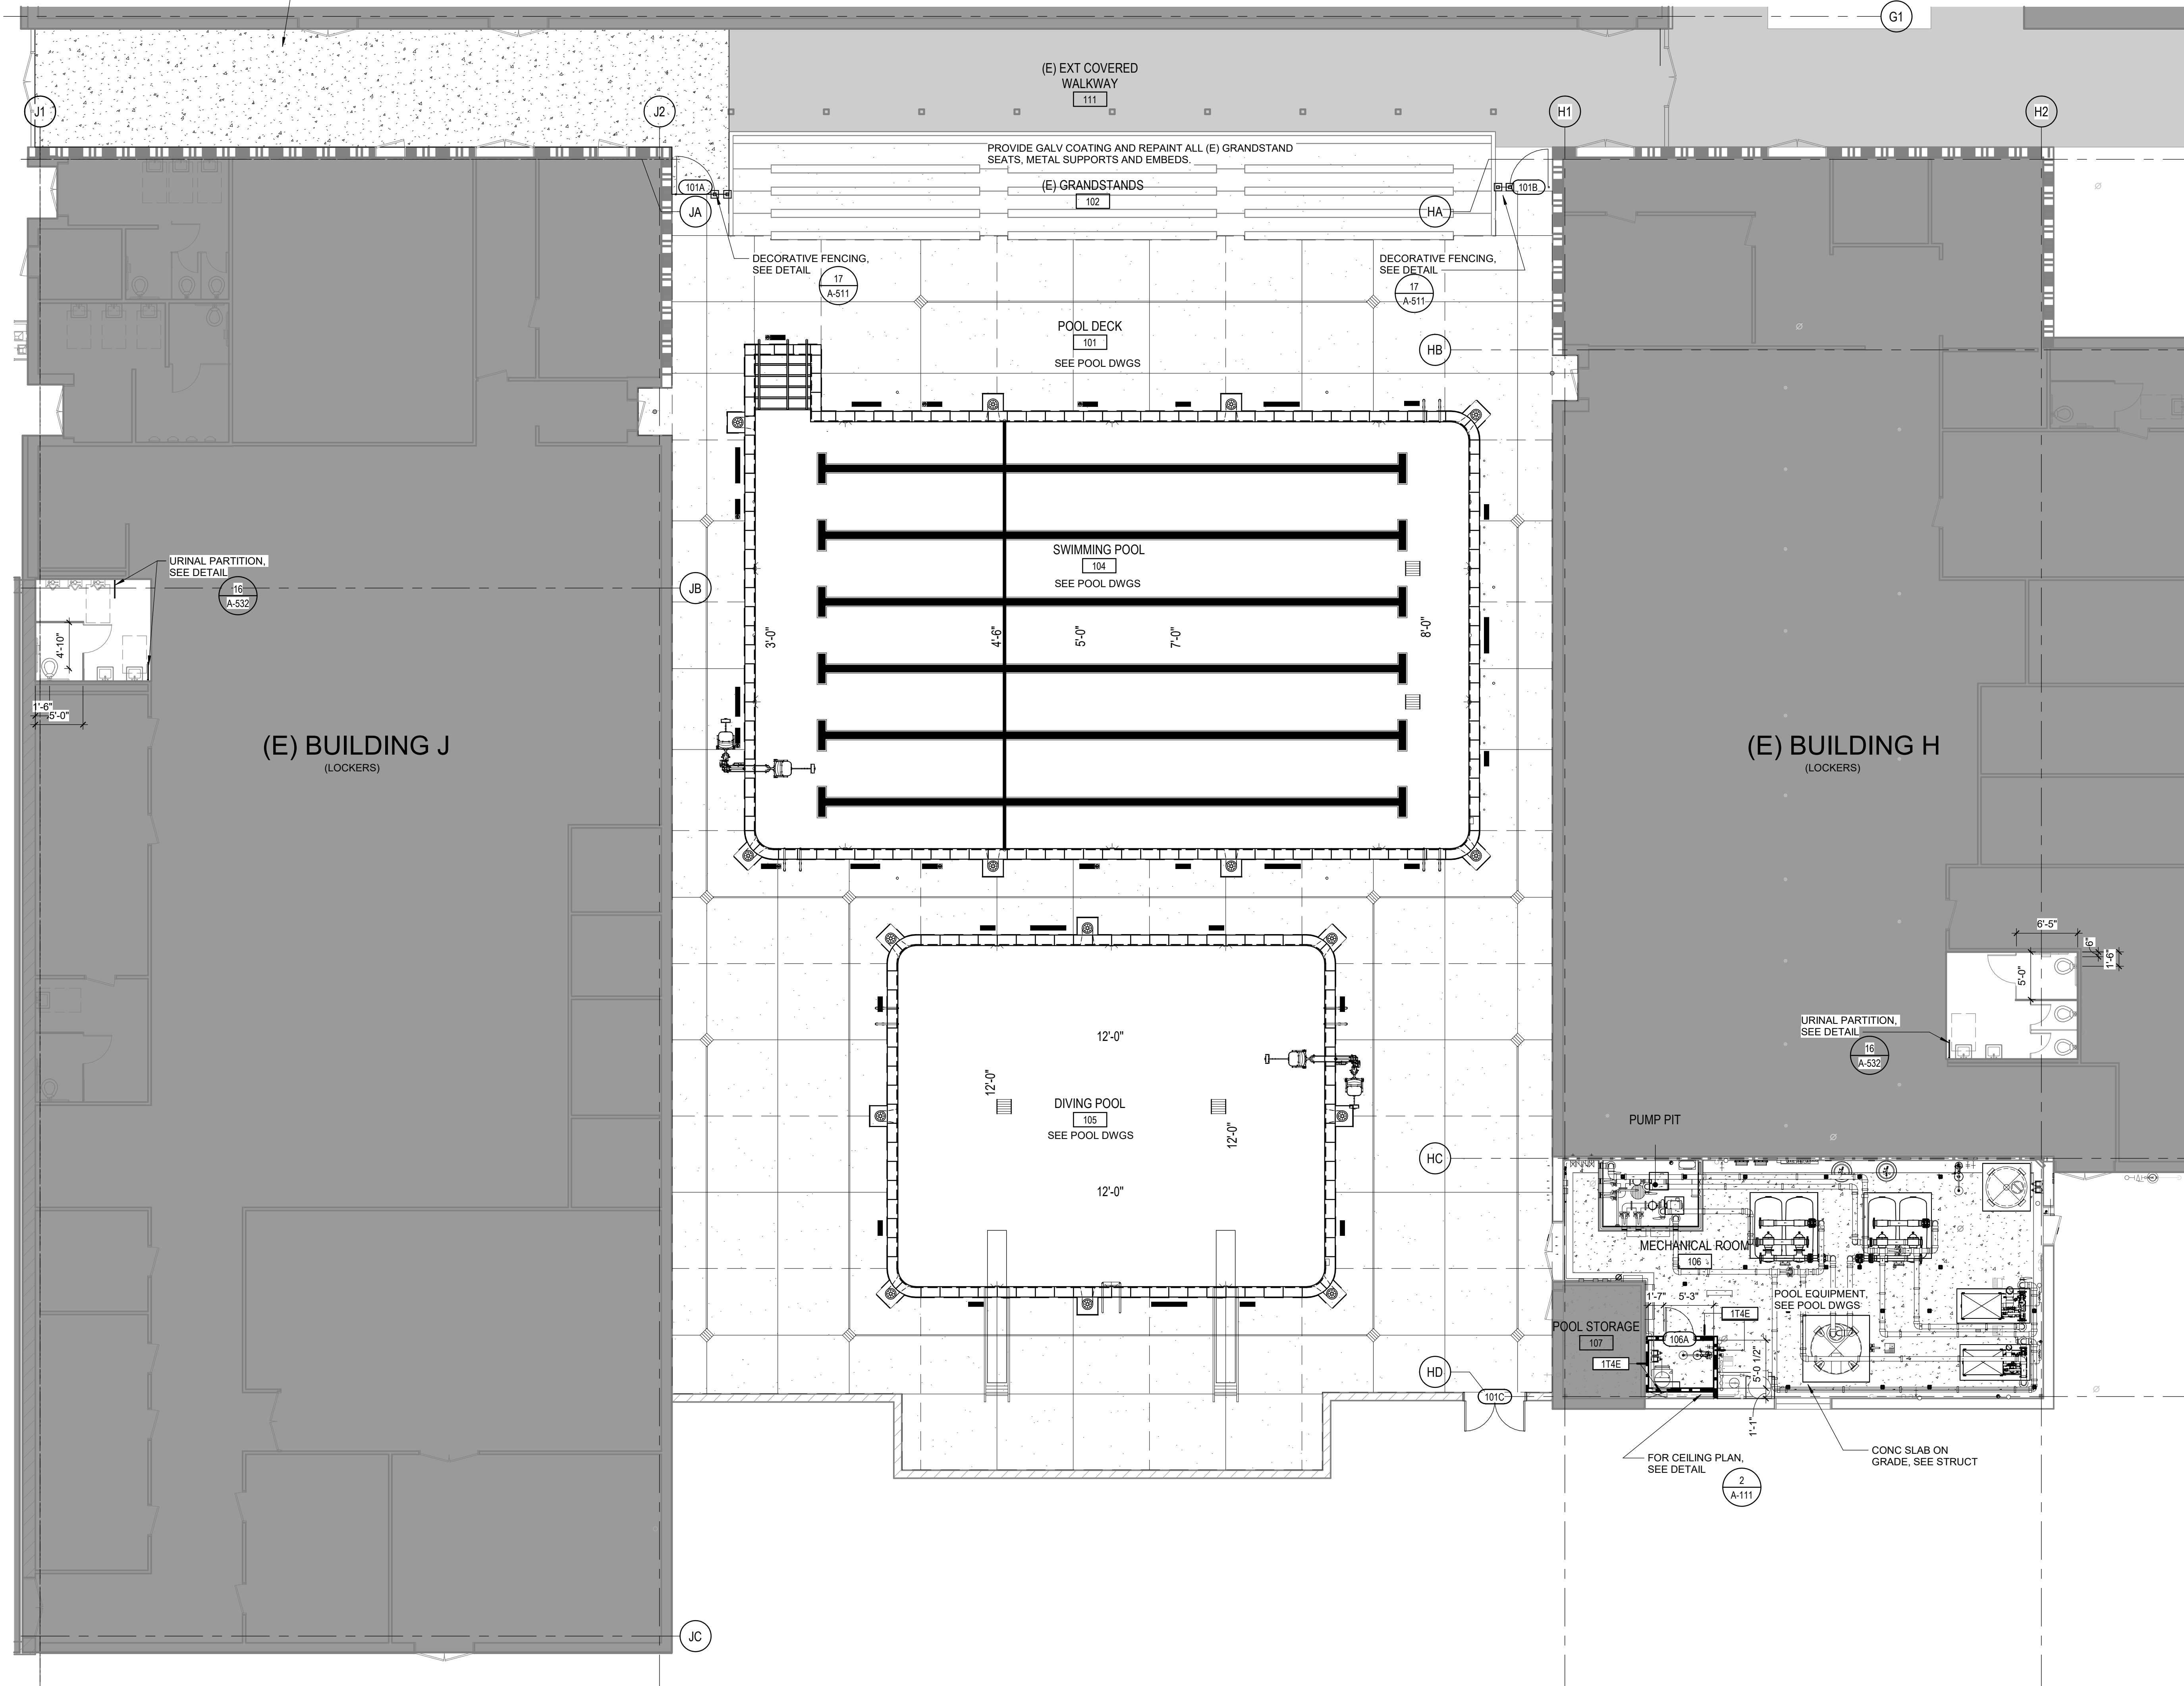 G1
(E) EXT COVERED
WALKWAY
111
J1
J2
H1
H2
PROVIDE GALV COATING AND REPAINT ALL (E) GRANDSTAND
SEATS, METAL SUPPORTS AND EMBEDS.
101A
(E) GRANDSTANDS
102
101B
JA
HA
DECORATIVE FENCING,
SEE DETAIL
17
A-511
DECORATIVE FENCING,
SEE DETAIL
17
A-511
POOL DECK
101
SEE POOL DWGS
HB
SWIMMING POOL
104
SEE POOL DWGS
URINAL PARTITION,
SEE DETAIL
16
A-532
JB
4'-10"
3'-0"
4'-6"
5'-0"
7'-0"
8'-0"
1'-6"
5'-0"
(E) BUILDING J
(LOCKERS)
(E) BUILDING H
(LOCKERS)
6'-5"
6"
1'-6"
5'-0"
URINAL PARTITION,
SEE DETAIL
16
A-532
12'-0"
12'-0"
DIVING POOL
105
SEE POOL DWGS
12'-0"
12'-0"
PUMP PIT
HC
MECHANICAL ROOM
106
1'-7"
5'-3"
POOL EQUIPMENT,
SEE POOL DWGS
1T4E
POOL STORAGE
107
106A
1T4E
5'-0 1/2"
HD
101C
1'-1"
FOR CEILING PLAN,
SEE DETAIL
2
A-111
CONC SLAB ON
GRADE, SEE STRUCT
JC